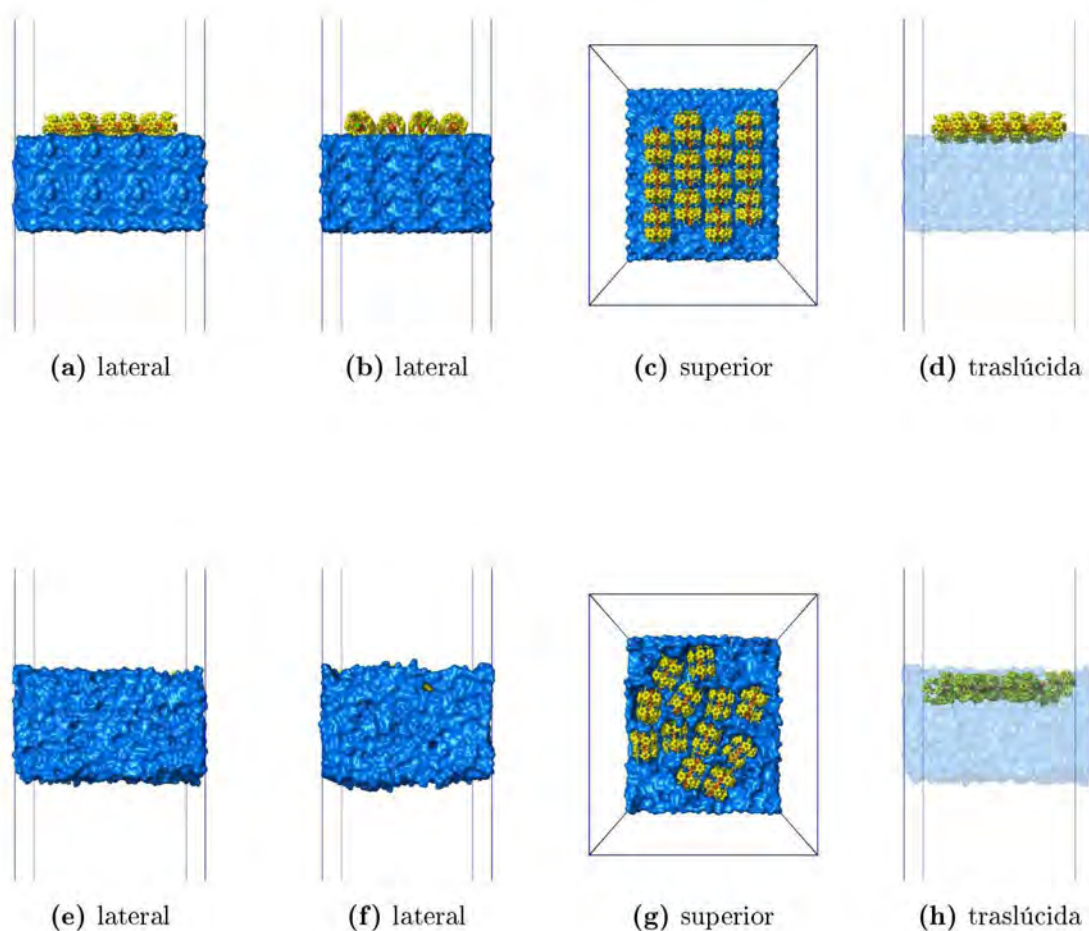 (a) lateral (b) lateral (c) superior (d) traslúcida
(e) lateral (f) lateral (g) superior (h) traslúcida